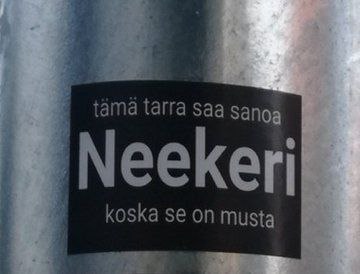 tämä tarra saa sanoa
Neekeri
koska se on musta